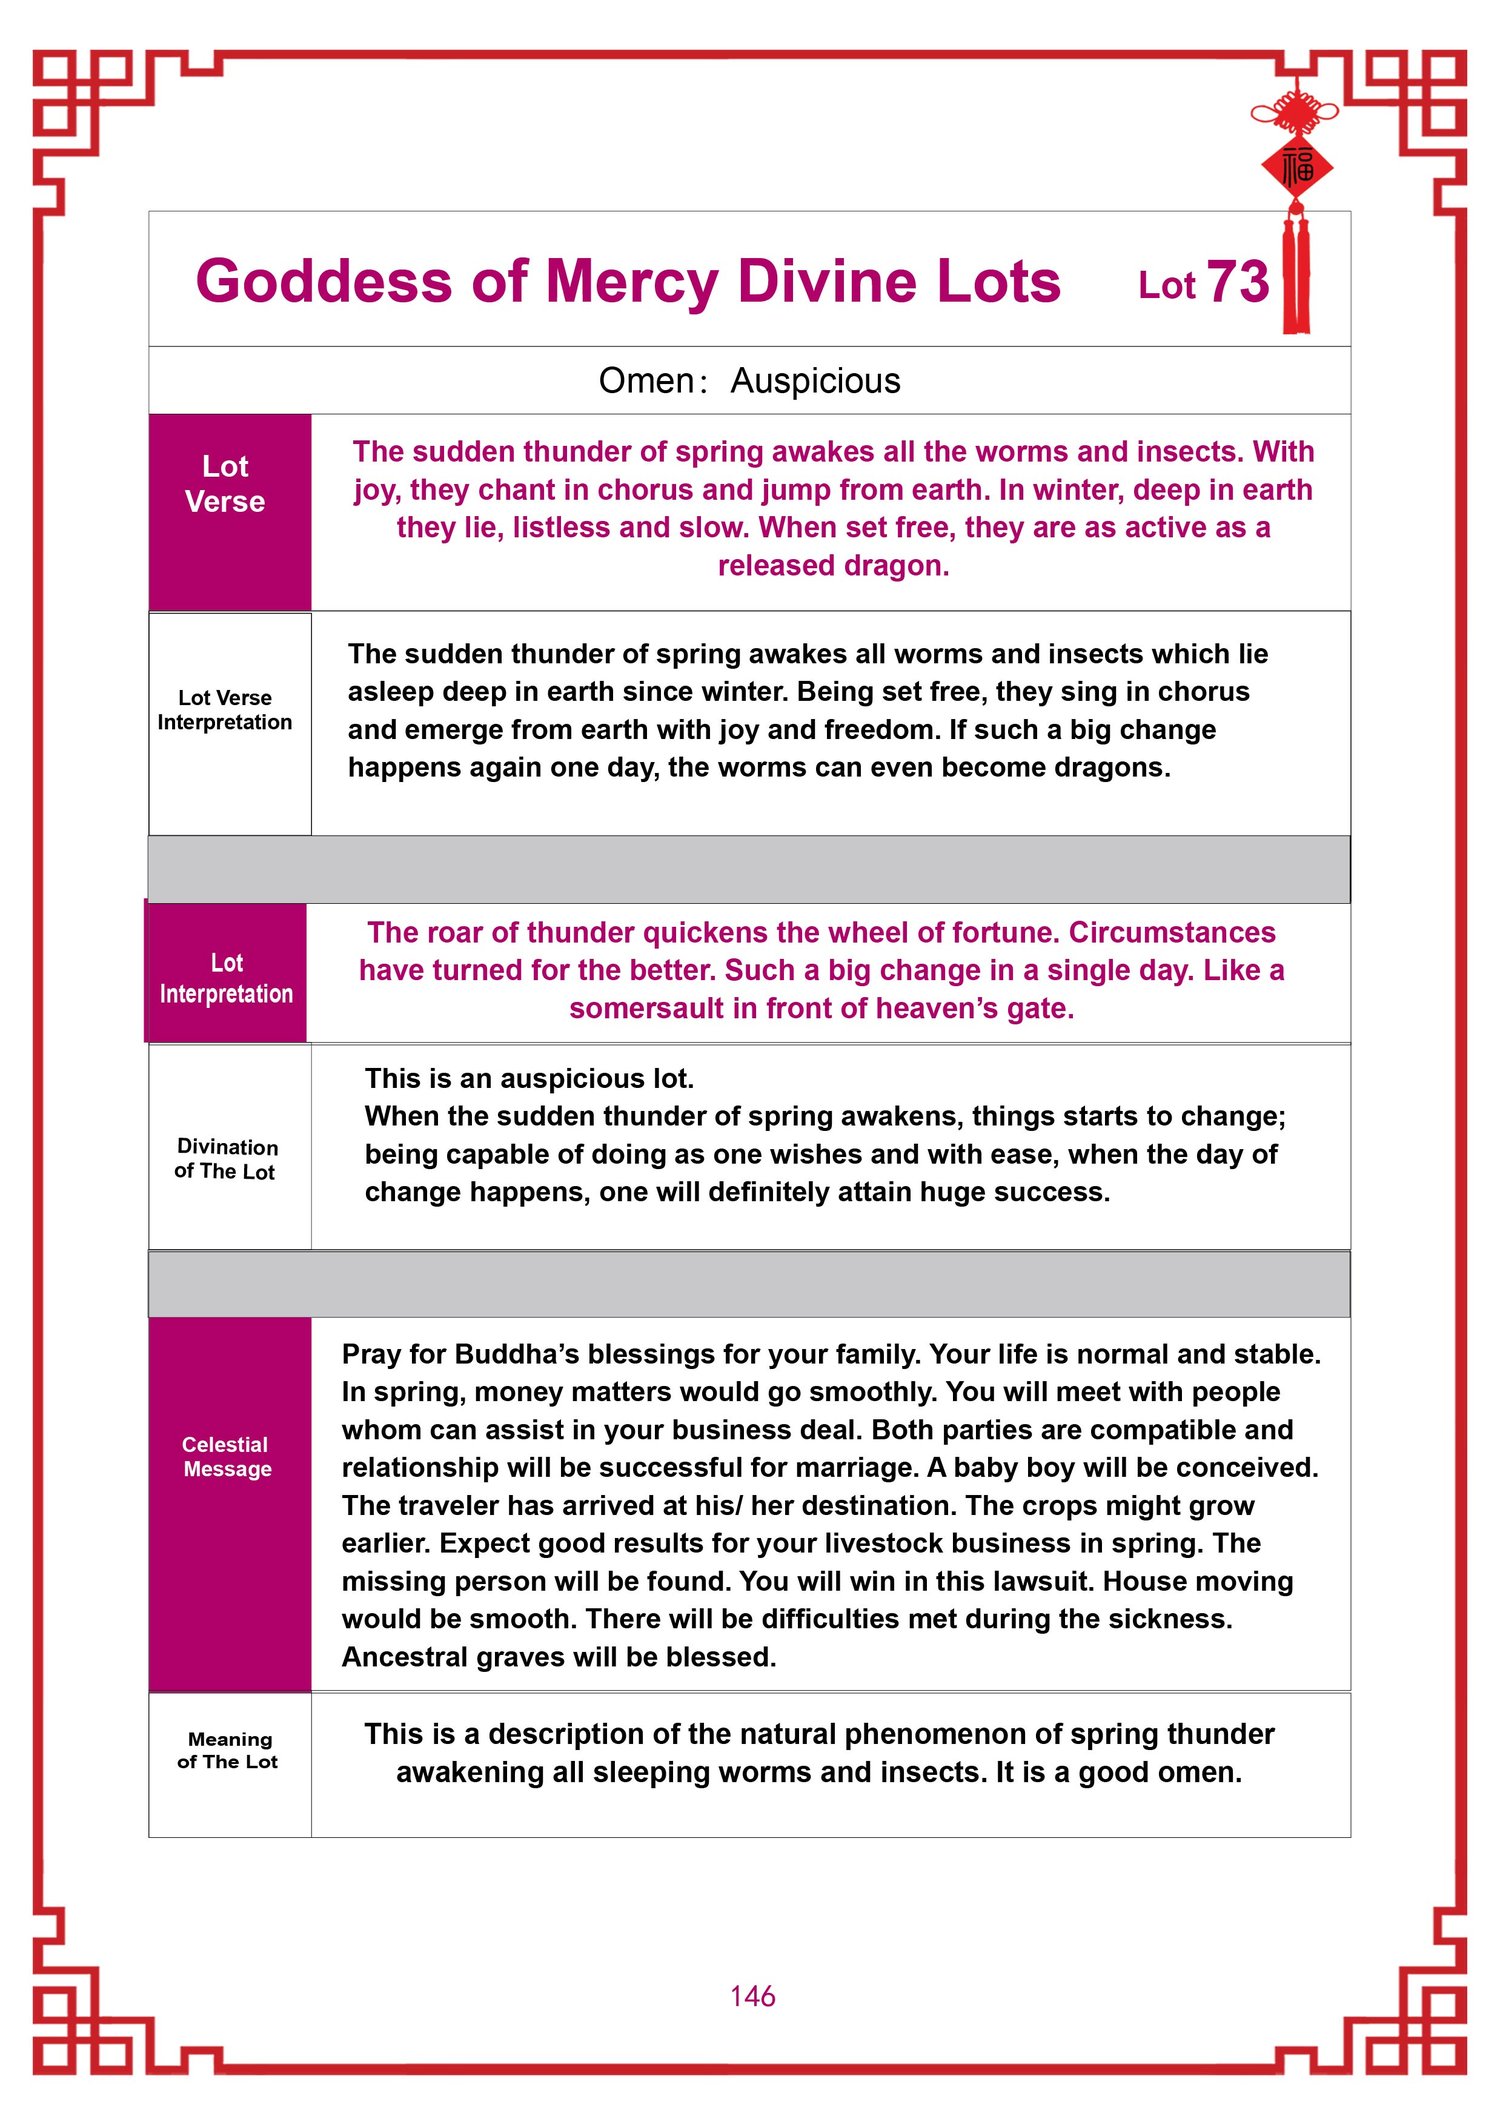 福
Goddess of Mercy Divine Lots Lot 73
Omen： Auspicious
Lot
Verse
The sudden thunder of spring awakes all the worms and insects. With
joy, they chant in chorus and jump from earth. In winter, deep in earth
they lie, listless and slow. When set free, they are as active as a
released dragon.
Lot Verse
Interpretation
The sudden thunder of spring awakes all worms and insects which lie
asleep deep in earth since winter. Being set free, they sing in chorus
and emerge from earth with joy and freedom. If such a big change
happens again one day, the worms can even become dragons.
Lot
Interpretation
The roar of thunder quickens the wheel of fortune. Circumstances
have turned for the better. Such a big change in a single day. Like a
somersault in front of heaven’s gate.
Divination
of The Lot
This is an auspicious lot.
When the sudden thunder of spring awakens, things starts to change;
being capable of doing as one wishes and with ease, when the day of
change happens, one will definitely attain huge success.
Celestial
Message
Pray for Buddha’s blessings for your family. Your life is normal and stable.
In spring, money matters would go smoothly. You will meet with people
whom can assist in your business deal. Both parties are compatible and
relationship will be successful for marriage. A baby boy will be conceived.
The traveler has arrived at his/ her destination. The crops might grow
earlier. Expect good results for your livestock business in spring. The
missing person will be found. You will win in this lawsuit. House moving
would be smooth. There will be difficulties met during the sickness.
Ancestral graves will be blessed.
Meaning
of The Lot
This is a description of the natural phenomenon of spring thunder
awakening all sleeping worms and insects. It is a good omen.
146